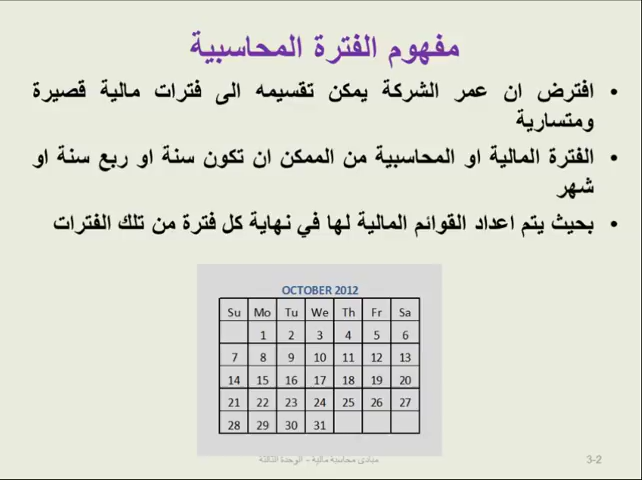 مفهوم الفترة المحاسبية
• افترض ان عمر الشركة يمكن تقسيمه الى فترات مالية قصيرة
ومتسارية
• الفترة المالية او المحاسبية من الممكن ان تكون سنة او ربع سنة او
شهر
• بحيث يتم اعداد القوائم المالية لها في نهاية كل فترة من تلك الفترات
OCTOBER 2012
Su Mo Tu We Th Fr Sa
1 2 3 4 5 6
7 8 9 10 11 12 13
14 15 16 17 18 19 20
21 22 23 24 25 26 27
28 29 30 31
مبادئ محاسبة مالية - الوحدة الثالثة
3-2